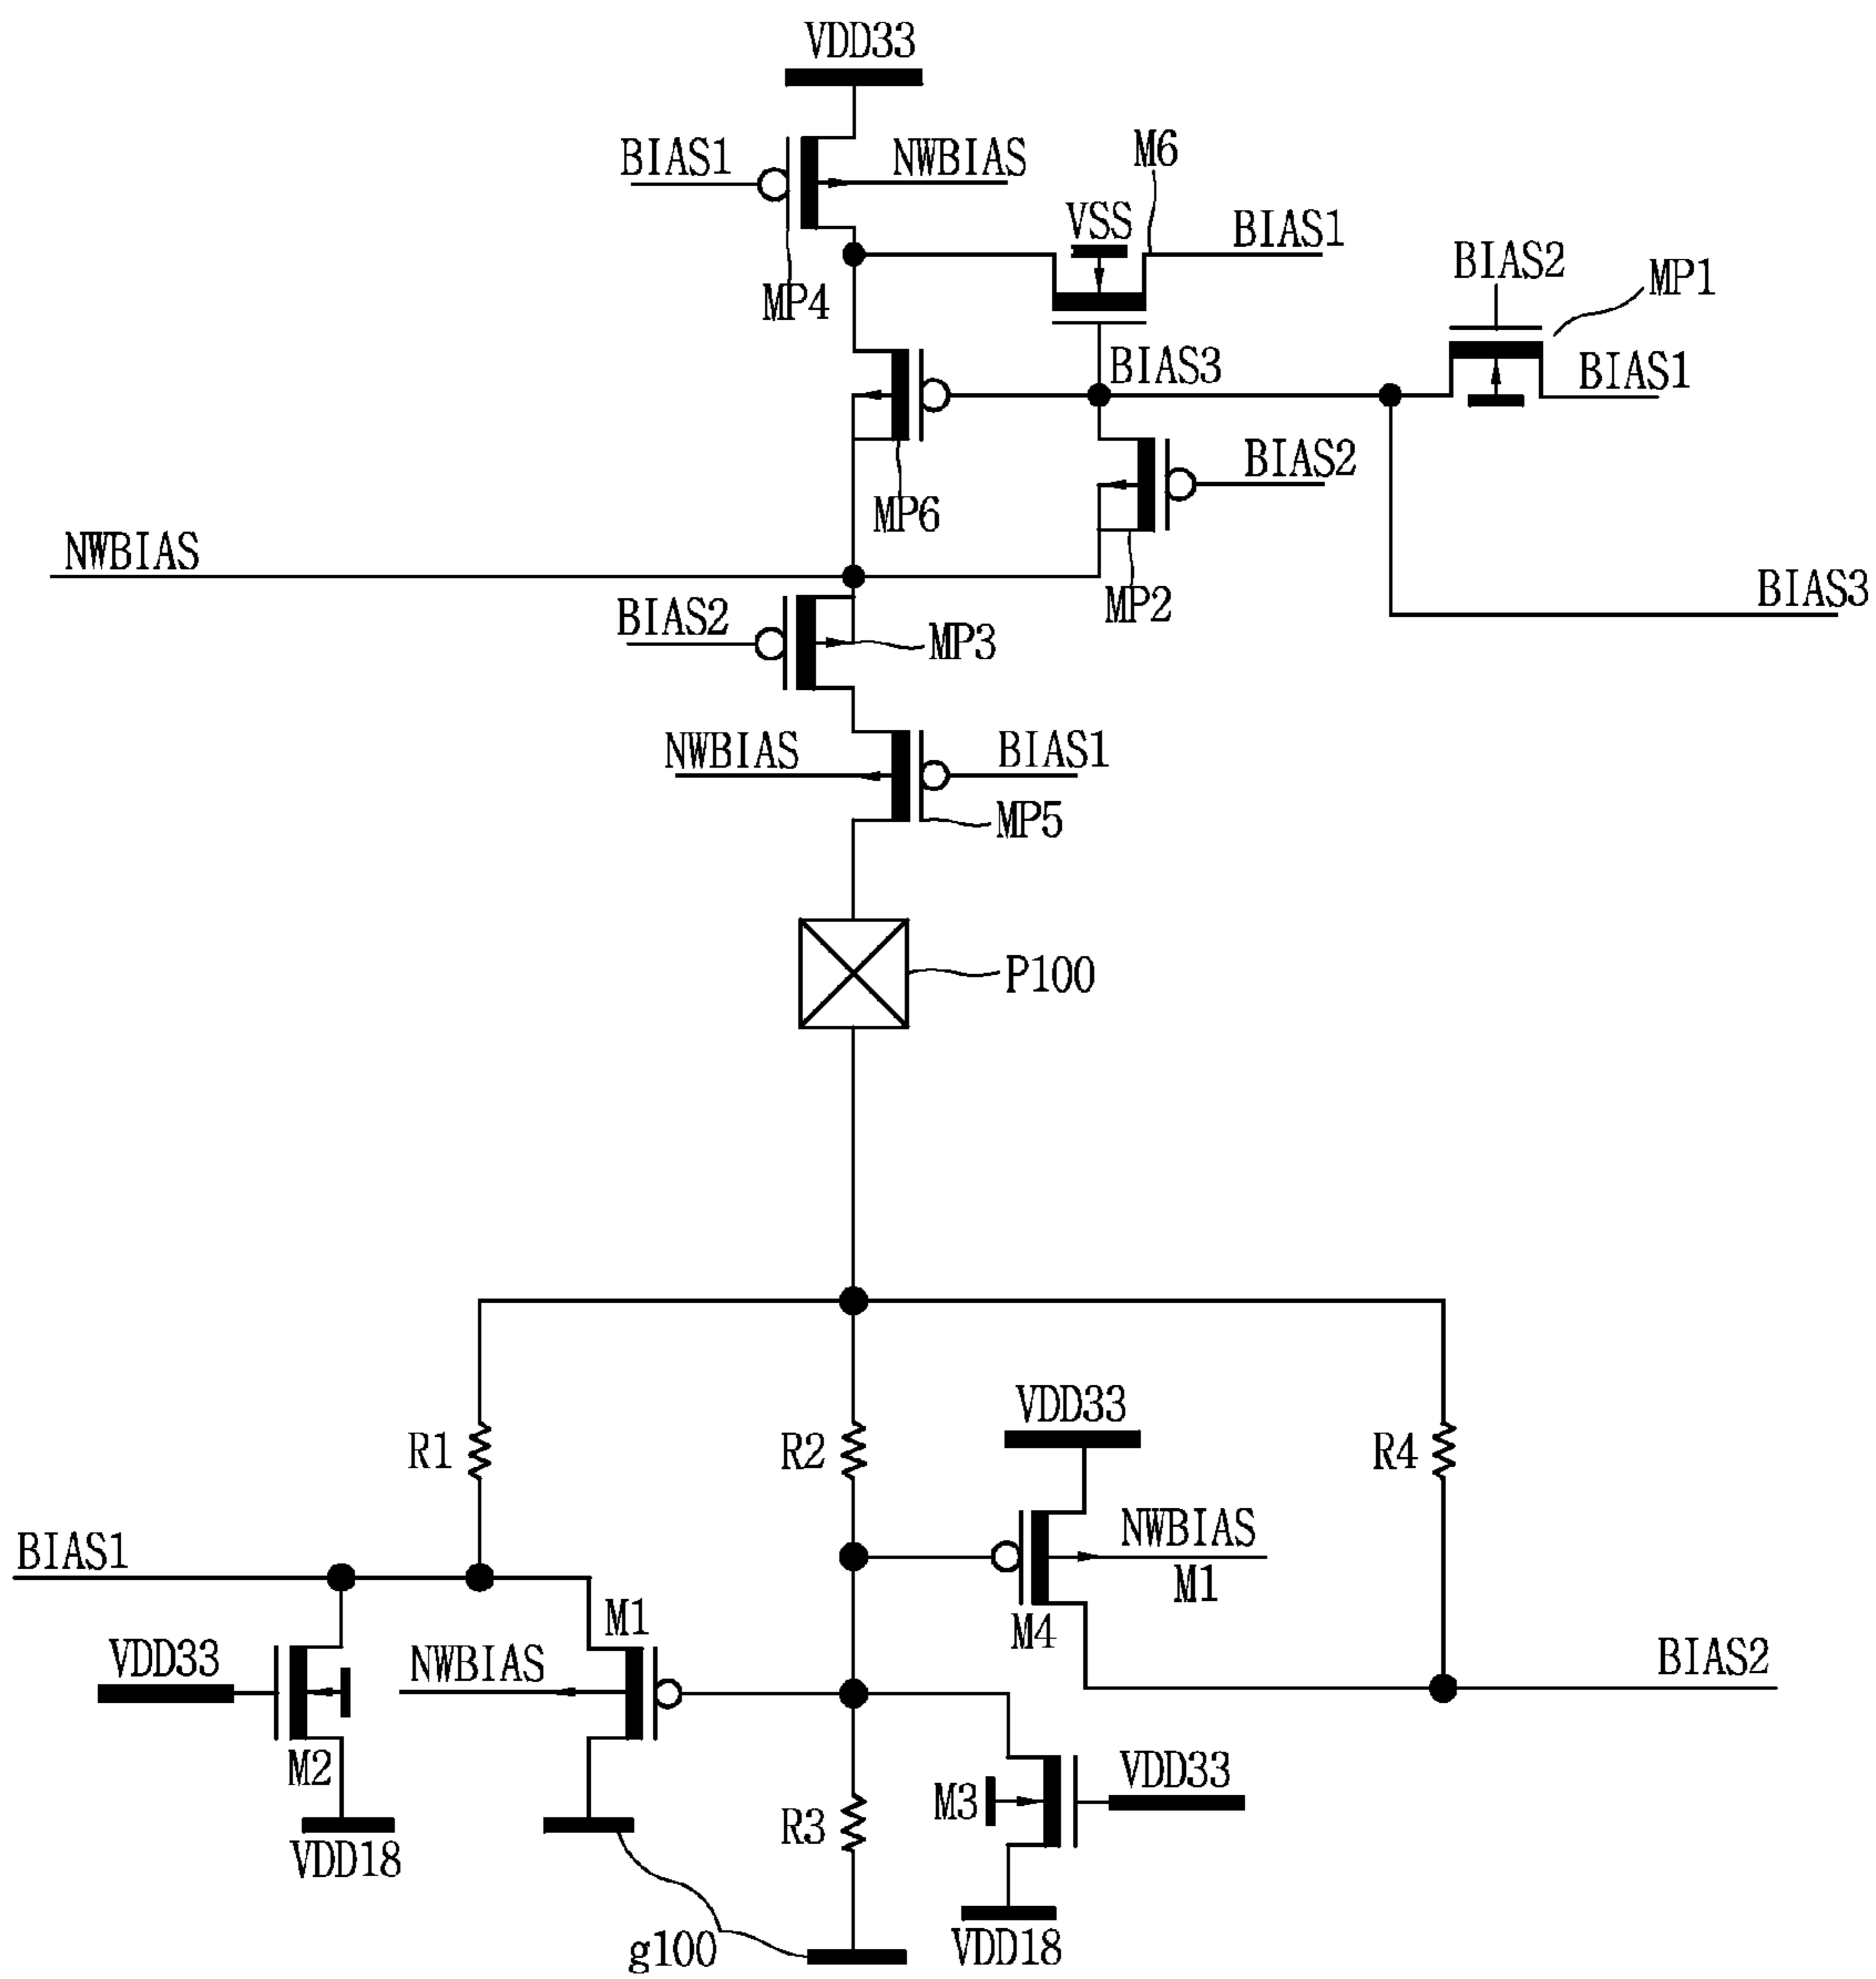 VDD33
BIAS1
NWBIAS
M6
VSS
BIAS1
BIAS2
MP1
MP4
BIAS3
BIAS1
BIAS2
MP6
NWBIAS
BIAS2
MP3
MP2
BIAS3
NWBIAS
BIAS1
MP5
P100
VDD33
R1
R2
R4
BIAS1
NWBIAS
M1
M1
M4
VDD33
NWBIAS
BIAS2
M2
M3
VDD33
R3
VDD18
g100
VDD18